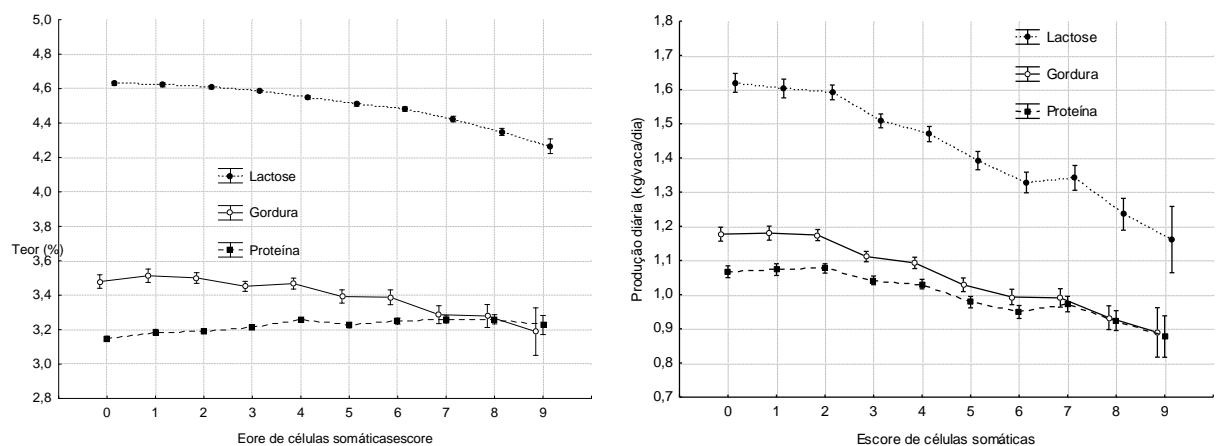 5,0
4,8
4,6
4,4
4,2
4,0
3,8
3,6
3,4
3,2
3,0
2,8
Teor (%)
Lactose
Gordura
Proteína
0 1 2 3 4 5 6 7 8 9
Eore de células somáticasescore
1,8
1,7
1,6
1,5
1,4
1,3
1,2
1,1
1,0
0,9
0,8
0,7
Produção diária (kg/vaca/dia)
Lactose
Gordura
Proteína
0 1 2 3 4 5 6 7 8 9
Escore de células somáticas